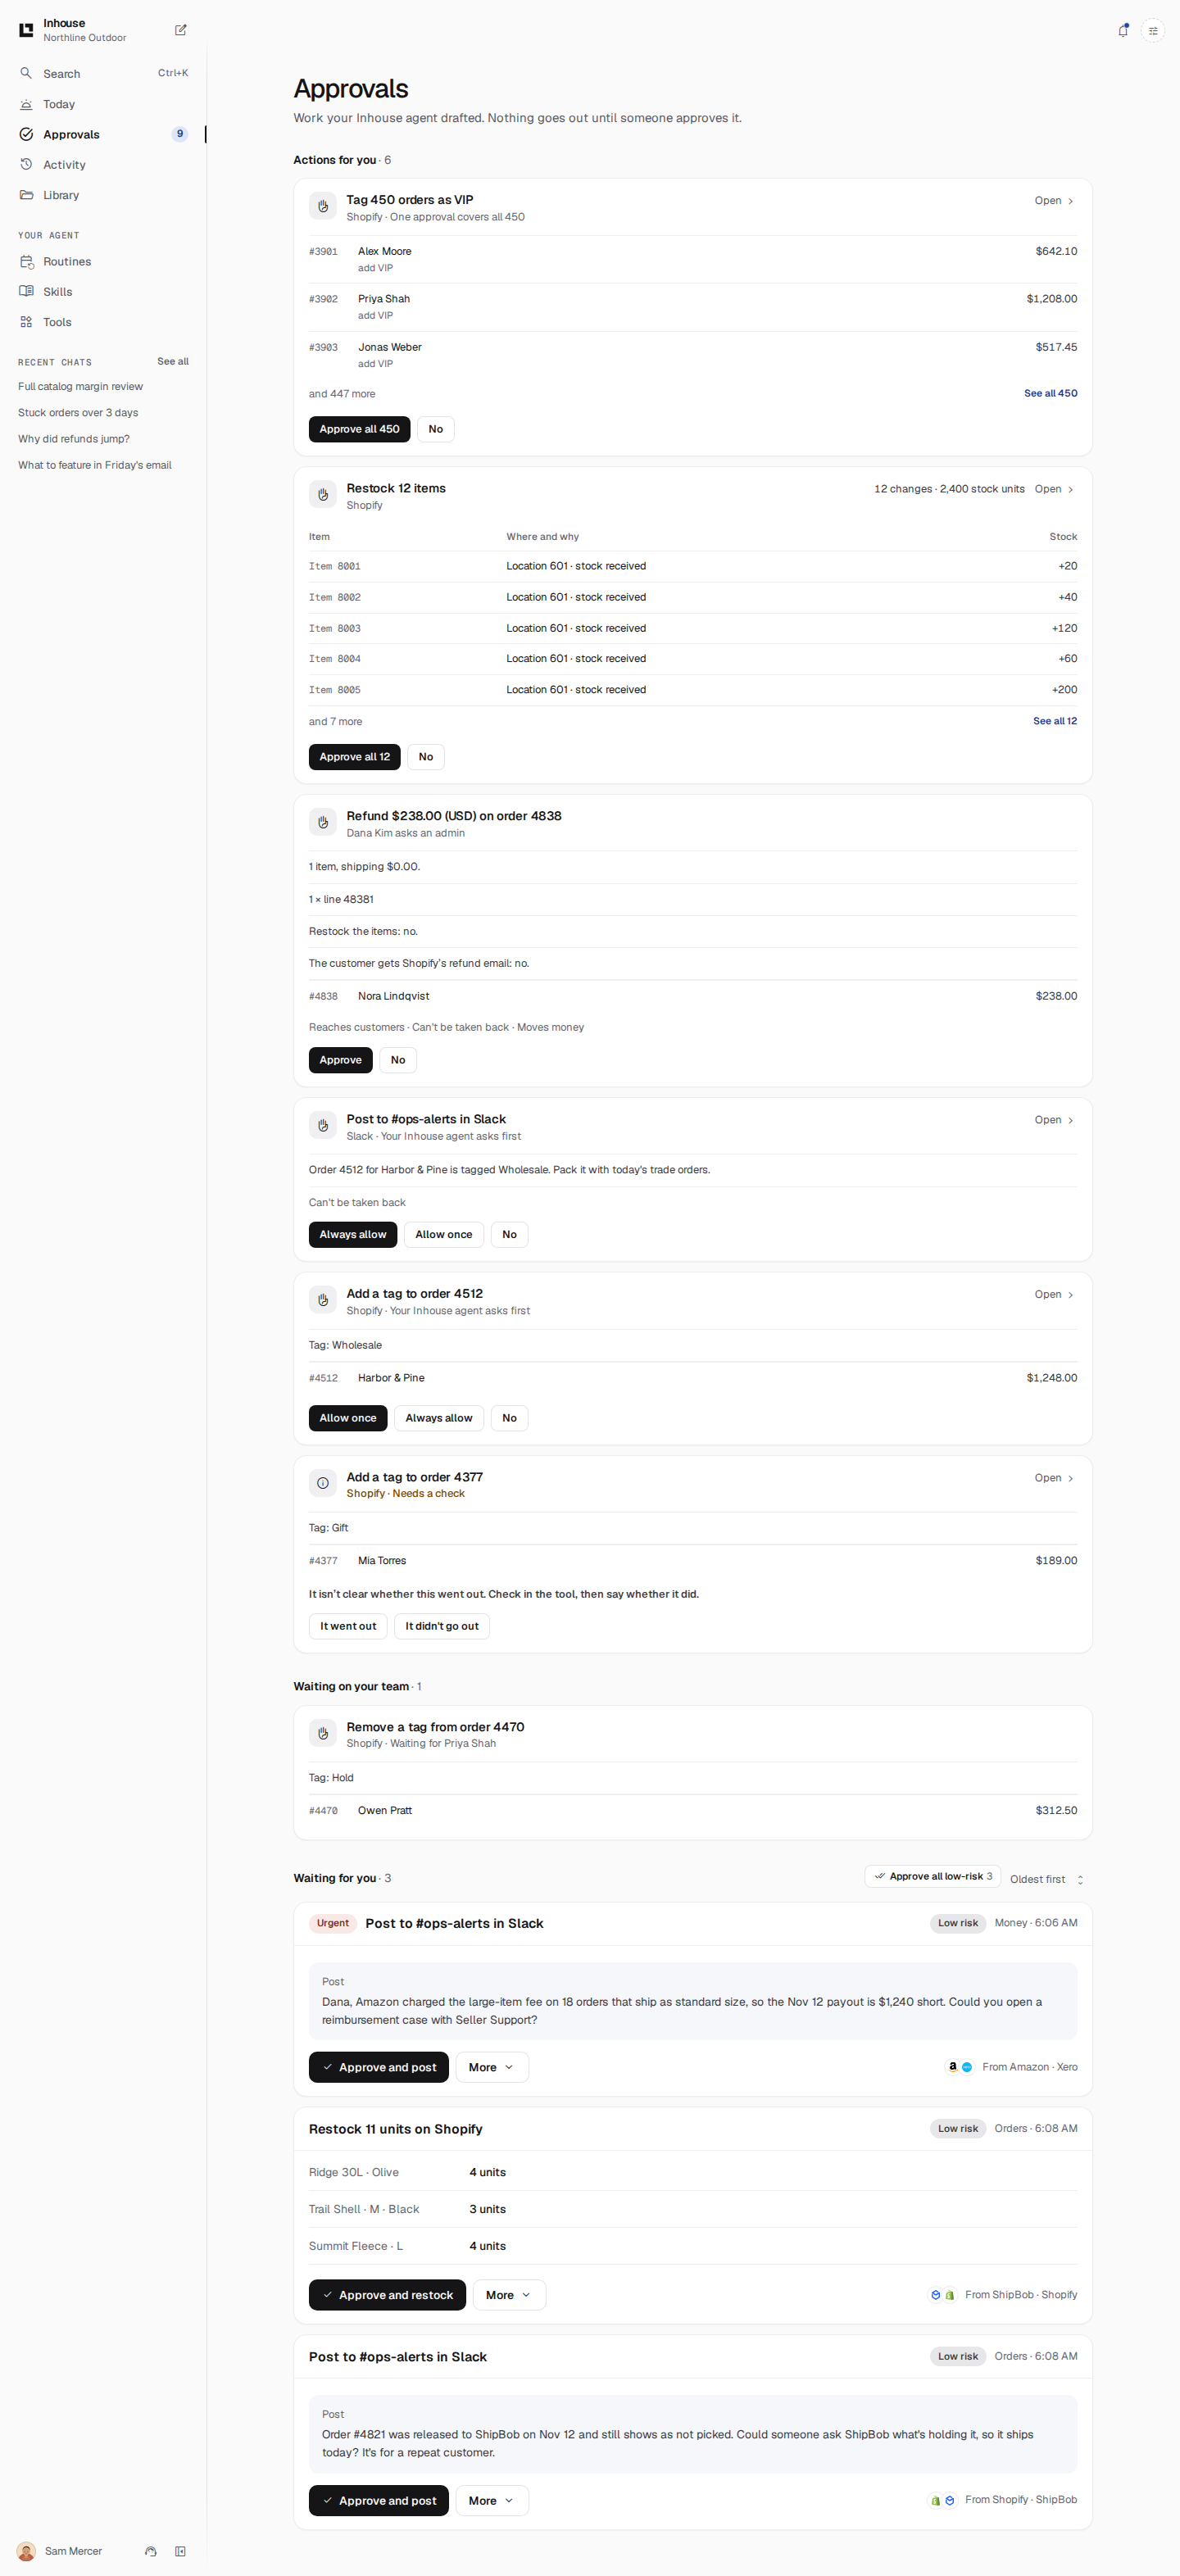 Inhouse
Northline Outdoor
Search Ctrl+K
Today
Approvals 9
Activity
Library
YOUR AGENT
Routines
Skills
Tools
RECENT CHATS See all
Full catalog margin review
Stuck orders over 3 days
Why did refunds jump?
What to feature in Friday's email
Sam Mercer
Approvals
Work your Inhouse agent drafted. Nothing goes out until someone approves it.
Actions for you · 6
Tag 450 orders as VIP Open
Shopify · One approval covers all 450
#3901 Alex Moore $642.10
add VIP
#3902 Priya Shah $1,208.00
add VIP
#3903 Jonas Weber $517.45
add VIP
and 447 more See all 450
Approve all 450 No
Restock 12 items 12 changes · 2,400 stock units Open
Shopify
Item Where and why Stock
Item 8001 Location 601 · stock received +20
Item 8002 Location 601 · stock received +40
Item 8003 Location 601 · stock received +120
Item 8004 Location 601 · stock received +60
Item 8005 Location 601 · stock received +200
and 7 more See all 12
Approve all 12 No
Refund $238.00 (USD) on order 4838
Dana Kim asks an admin
1 item, shipping $0.00.
1 × line 48381
Restock the items: no.
The customer gets Shopify's refund email: no.
#4838 Nora Lindqvist $238.00
Reaches customers · Can't be taken back · Moves money
Approve No
Post to #ops-alerts in Slack Open
Slack · Your Inhouse agent asks first
Order 4512 for Harbor & Pine is tagged Wholesale. Pack it with today's trade orders.
Can't be taken back
Always allow Allow once No
Add a tag to order 4512 Open
Shopify · Your Inhouse agent asks first
Tag: Wholesale
#4512 Harbor & Pine $1,248.00
Allow once Always allow No
Add a tag to order 4377 Open
Shopify · Needs a check
Tag: Gift
#4377 Mia Torres $189.00
It isn't clear whether this went out. Check in the tool, then say whether it did.
It went out It didn't go out
Waiting on your team · 1
Remove a tag from order 4470
Shopify · Waiting for Priya Shah
Tag: Hold
#4470 Owen Pratt $312.50
Waiting for you · 3 Approve all low-risk 3 Oldest first
Urgent Post to #ops-alerts in Slack Low risk Money · 6:06 AM
Post
Dana, Amazon charged the large-item fee on 18 orders that ship as standard size, so the Nov 12 payout is $1,240 short. Could you open a
reimbursement case with Seller Support?
Approve and post More From Amazon · Xero
Restock 11 units on Shopify Low risk Orders · 6:08 AM
Ridge 30L · Olive 4 units
Trail Shell · M · Black 3 units
Summit Fleece · L 4 units
Approve and restock More From ShipBob · Shopify
Post to #ops-alerts in Slack Low risk Orders · 6:08 AM
Post
Order #4821 was released to ShipBob on Nov 12 and still shows as not picked. Could someone ask ShipBob what's holding it, so it ships
today? It's for a repeat customer.
Approve and post More From Shopify · ShipBob